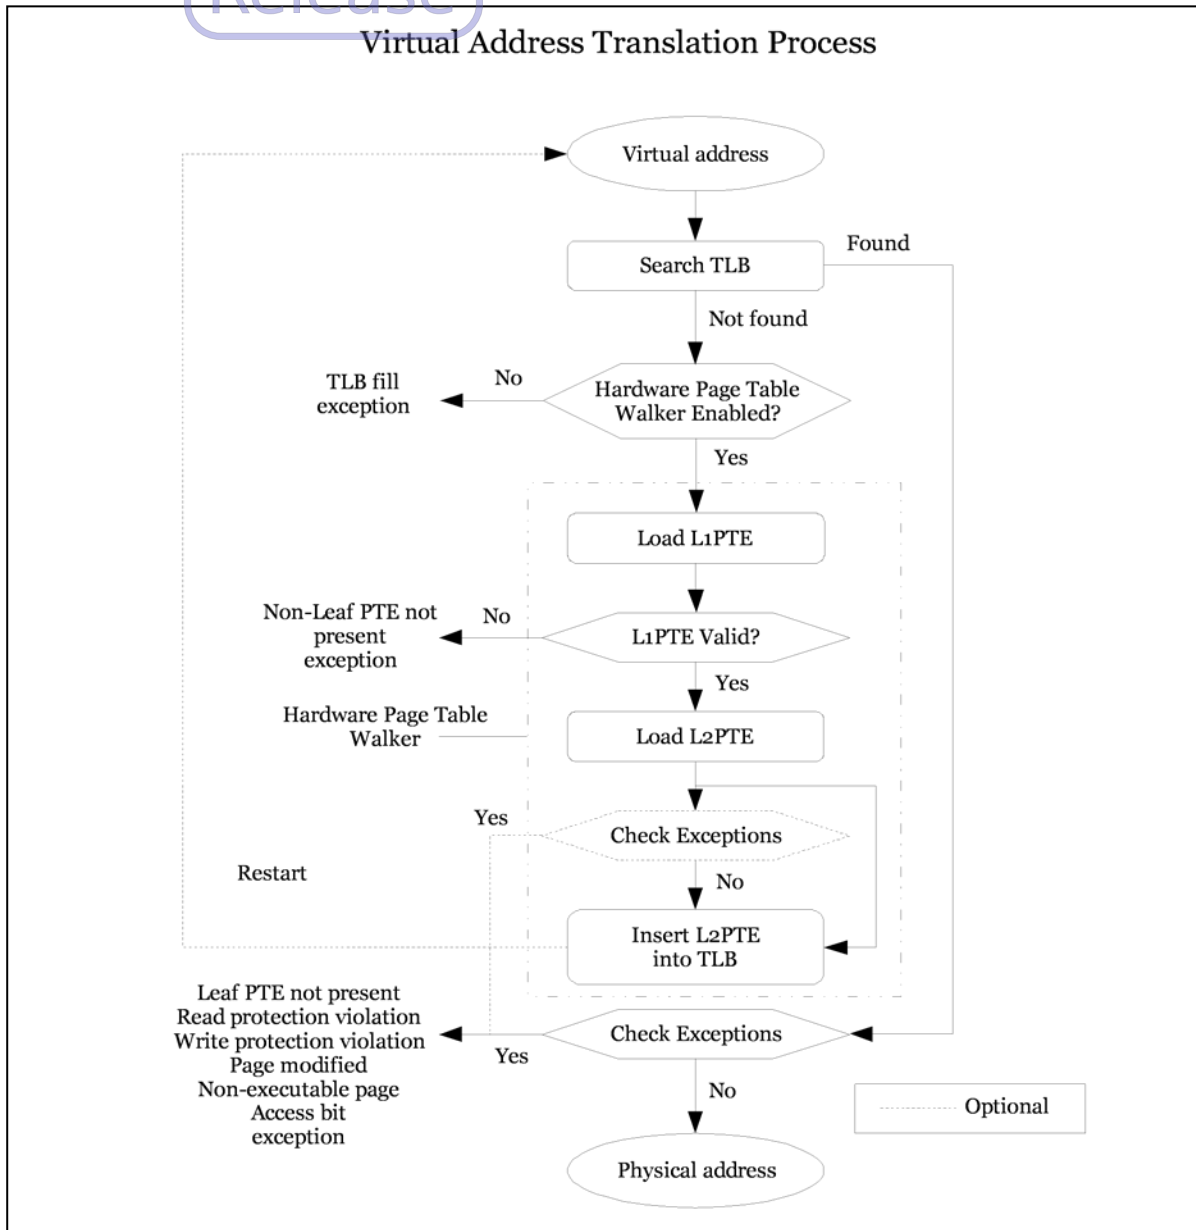 Release
Virtual Address Translation Process
Virtual address
Search TLB
Found
Not found
Hardware Page Table
Walker Enabled?
No
TLB fill
exception
Yes
Load L1PTE
L1PTE Valid?
No
Non-Leaf PTE not
present
exception
Yes
Hardware Page Table
Walker
Load L2PTE
Yes
Check Exceptions
No
Restart
Insert L2PTE
into TLB
Leaf PTE not present
Read protection violation
Write protection violation
Page modified
Non-executable page
Access bit
exception
Yes
Check Exceptions
No
Optional
Physical address